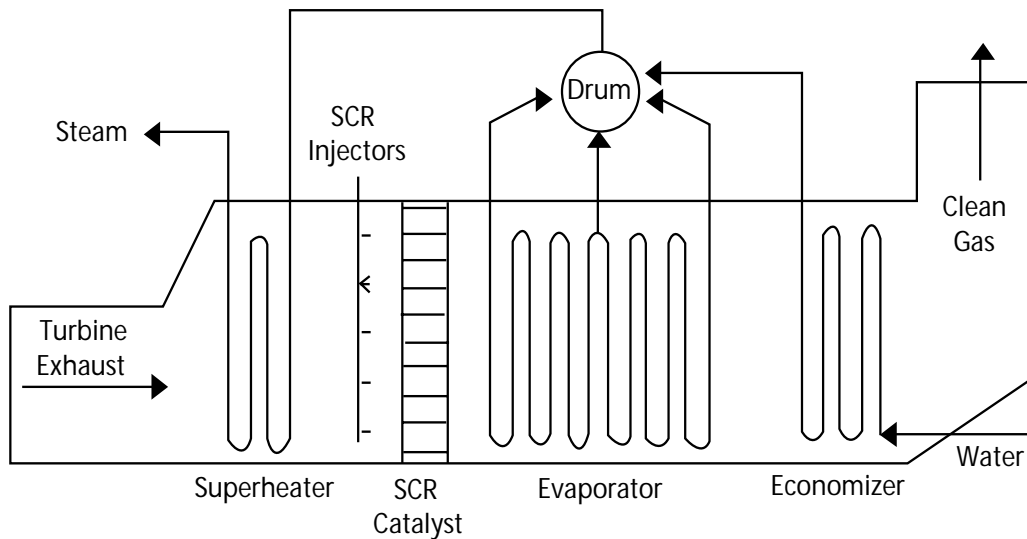 Drum
Steam
SCR
Injectors
Clean
Gas
Turbine
Exhaust
Water
Superheater
SCR
Catalyst
Evaporator
Economizer